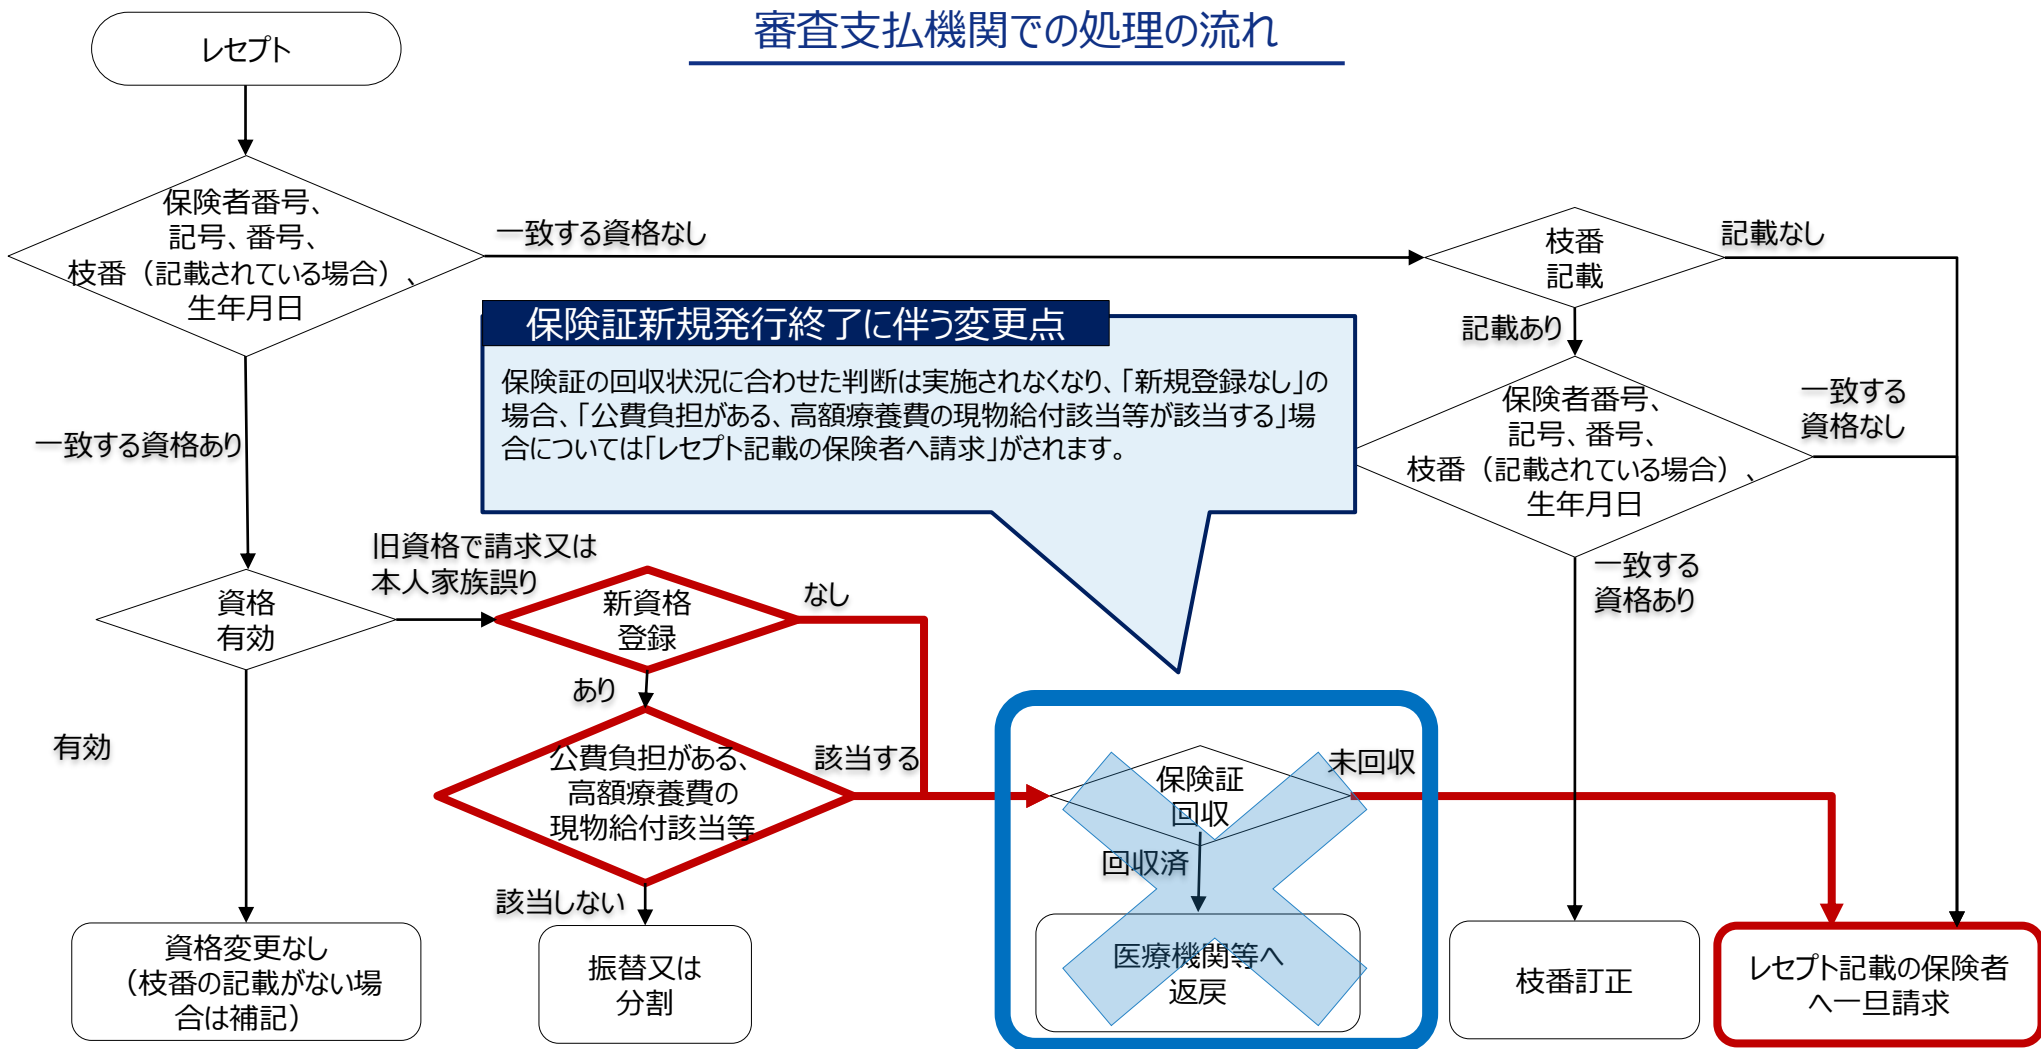 審査支払機関での処理の流れ
レセプト
保険者番号、
記号、番号、
枝番（記載されている場合）、
生年月日
一致する資格なし
枝番
記載
記載なし
記載あり
保険証新規発行終了に伴う変更点
保険証の回収状況に合わせた判断は実施されなくなり、「新規登録なし」の
場合、「公費負担がある、高額療養費の現物給付該当等が該当する」場
合については「レセプト記載の保険者へ請求」がされます。
保険者番号、
記号、番号、
枝番（記載されている場合）、
生年月日
一致する
資格なし
一致する資格あり
旧資格で請求又は
本人家族誤り
資格
有効
新資格
登録
なし
一致する
資格あり
あり
有効
公費負担がある、
高額療養費の
現物給付該当等
該当する
保険証
回収
未回収
回収済
該当しない
資格変更なし
（枝番の記載がない場
合は補記）
振替又は
分割
医療機関等へ
返戻
枝番訂正
レセプト記載の保険者
へ一旦請求